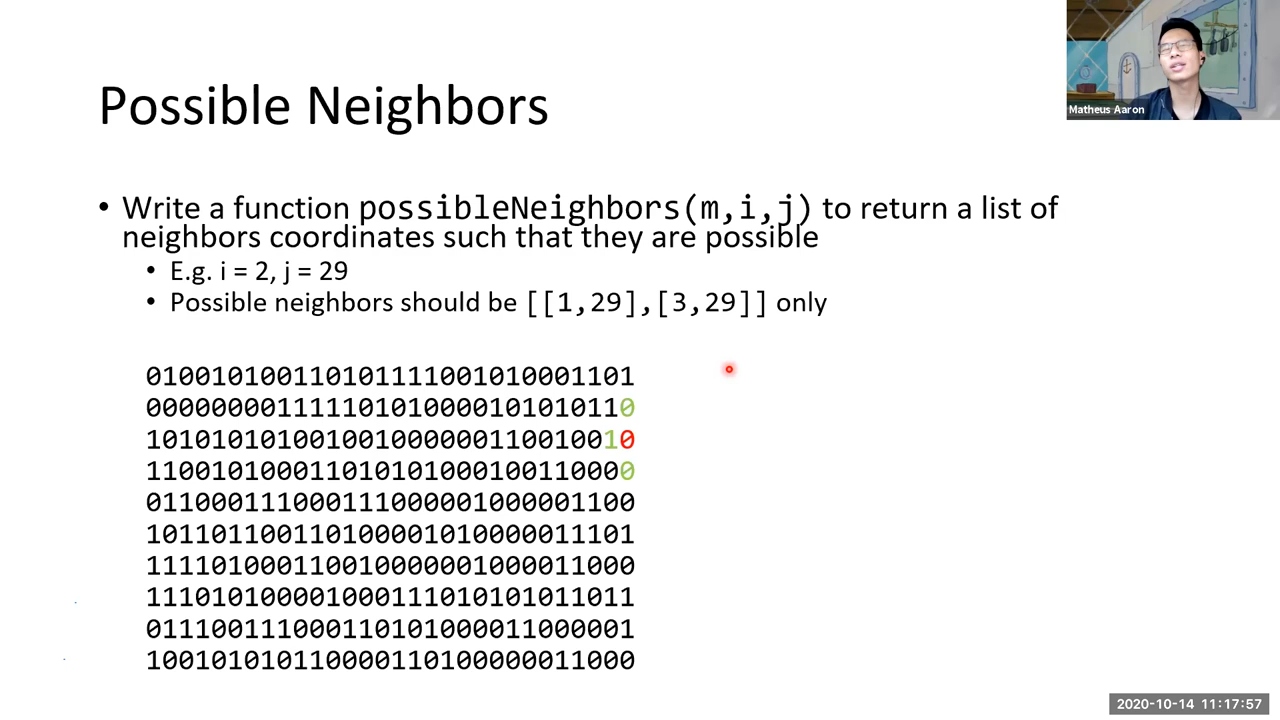 Matheus Aaron
Possible Neighbors
• Write a function possibleNeighbors(m,i,j) to return a list of
neighbors coordinates such that they are possible
• E.g. i = 2, j = 29
• Possible neighbors should be [[1,29],[3,29]] only
010010100110101111001010001101
000000001111101010000101010110
101010101001001000000110010010
110010100011010101000100110000
011000111000111000001000001100
101101100110100001010000011101
111101000110010000001000011000
111010100001000111010101011011
011100111000110101000011000001
100101010110000110100000011000
2020-10-14 11:17:57